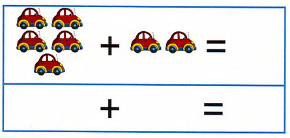 + =
+ =